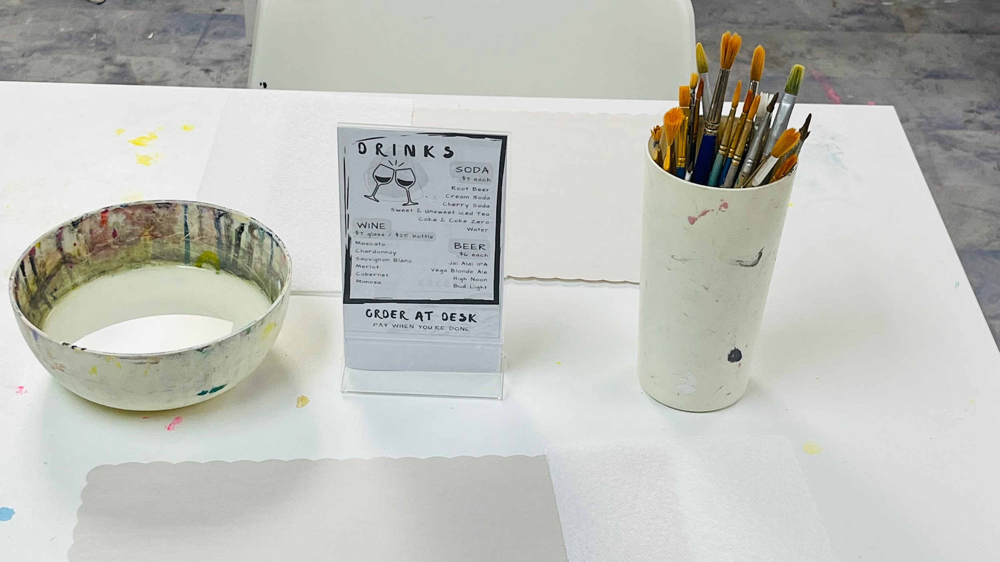 DRINKS
SODA
$3 each
Root Beer
Cream Soda
Cherry Soda
Sweet & Unsweet Iced Tea
Coke & Coke Zero
Water
WINE
$7 glass / $25 bottle
Moscato
Chardonnay
Sauvignon Blanc
Merlot
Cabernet
Mimosa
BEER
$6 each
Jai Alai IPA
Vega Blonde Ale
High Noon
Bud Light
ORDER AT DESK
PAY WHEN YOU'RE DONE